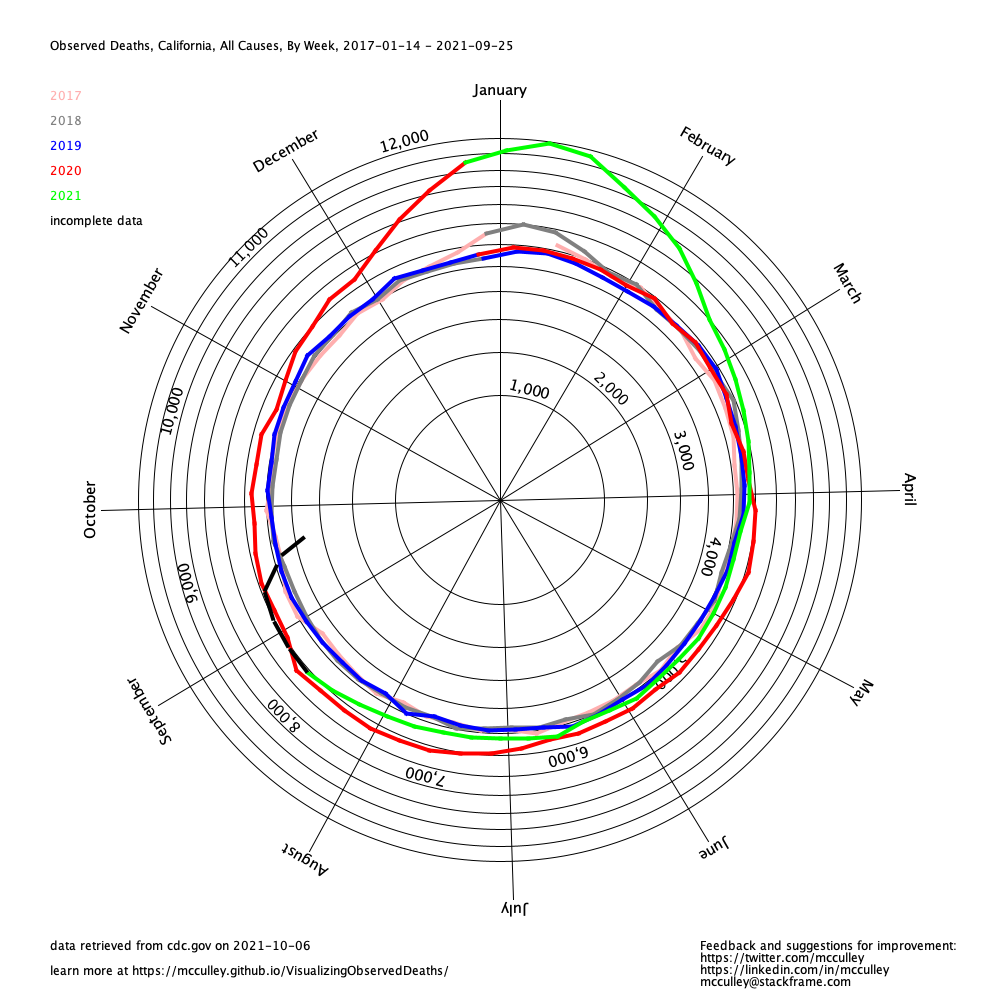 Observed Deaths, California, All Causes, By Week, 2017-01-14 - 2021-09-25
2017
2018
2019
2020
2021
incomplete data
January
February
March
April
May
June
July
August
September
October
November
December
1,000
2,000
3,000
4,000
5,000
6,000
7,000
8,000
9,000
10,000
11,000
12,000
data retrieved from cdc.gov on 2021-10-06
learn more at https://mcculley.github.io/VisualizingObservedDeaths/
Feedback and suggestions for improvement:
https://twitter.com/mcculley
https://linkedin.com/in/mcculley
mcculley@stackframe.com